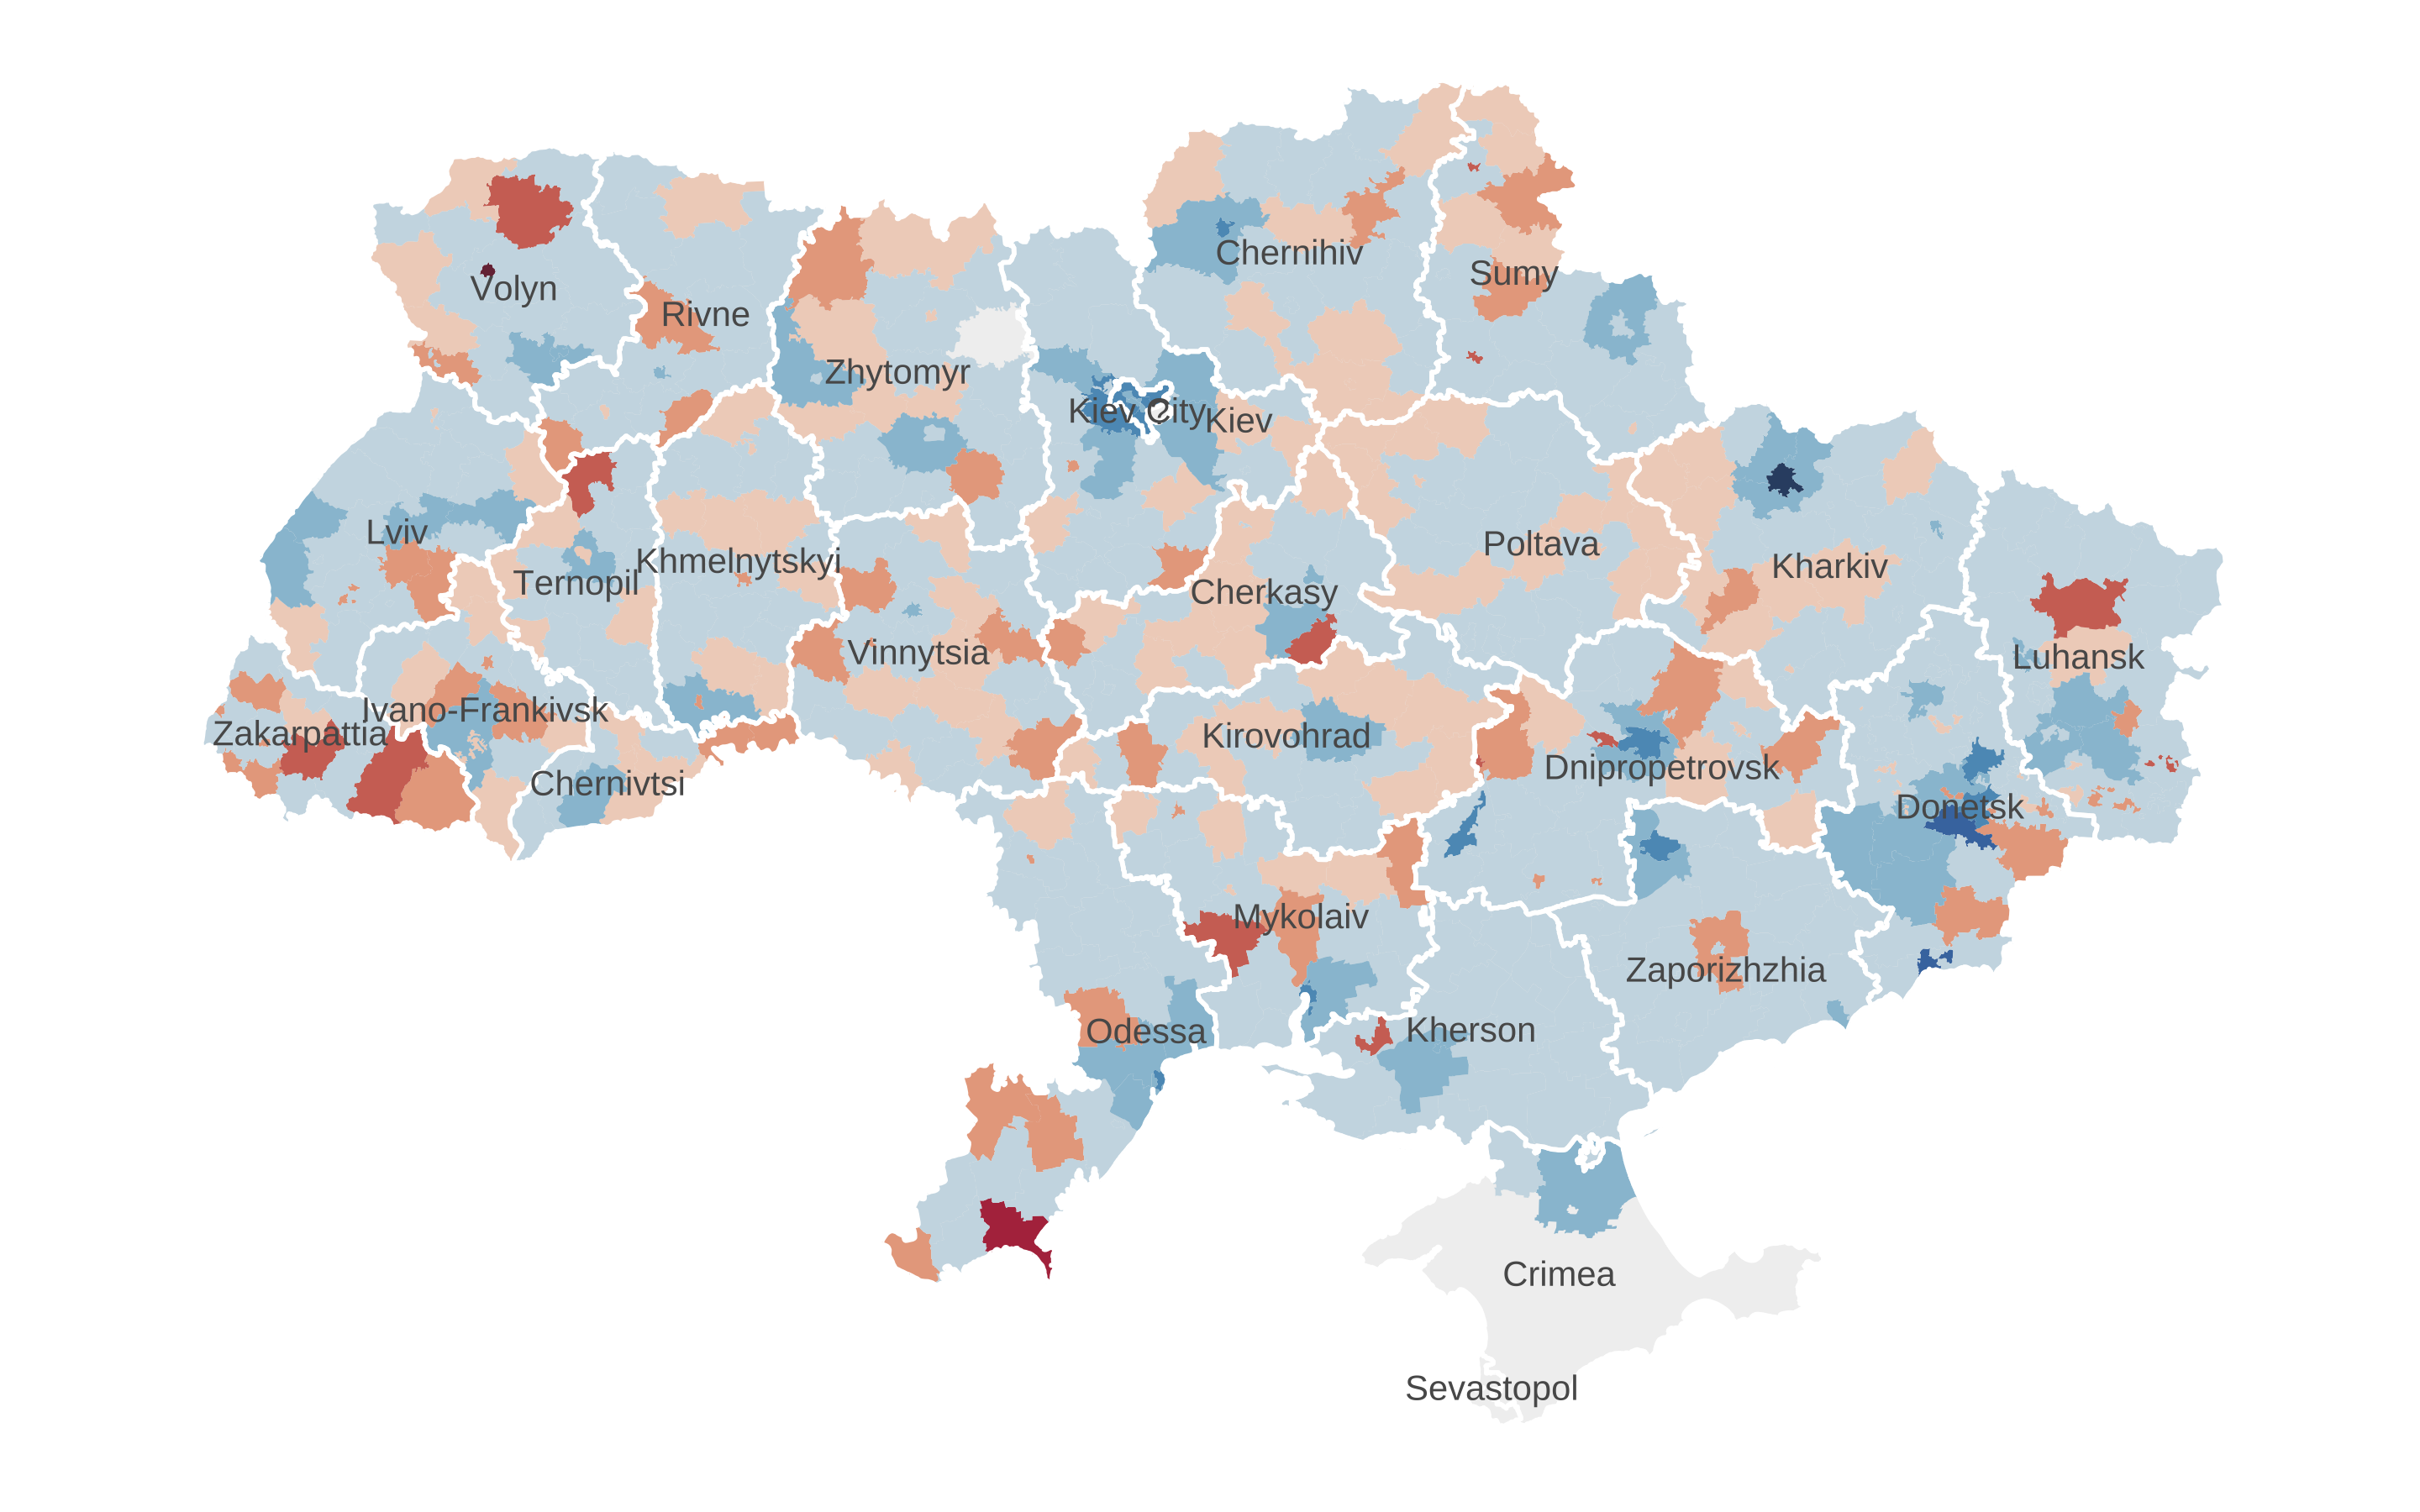 Chernihiv
Sumy
Volyn
Rivne
Zhytomyr
Kiev City
Kiev
Lviv
Poltava
Khmelnytskyi
Kharkiv
Ternopil
Cherkasy
Vinnytsia
Luhansk
Ivano-Frankivsk
Zakarpattia
Kirovohrad
Dnipropetrovsk
Chernivtsi
Donetsk
Mykolaiv
Zaporizhzhia
Odessa
Kherson
Crimea
Sevastopol